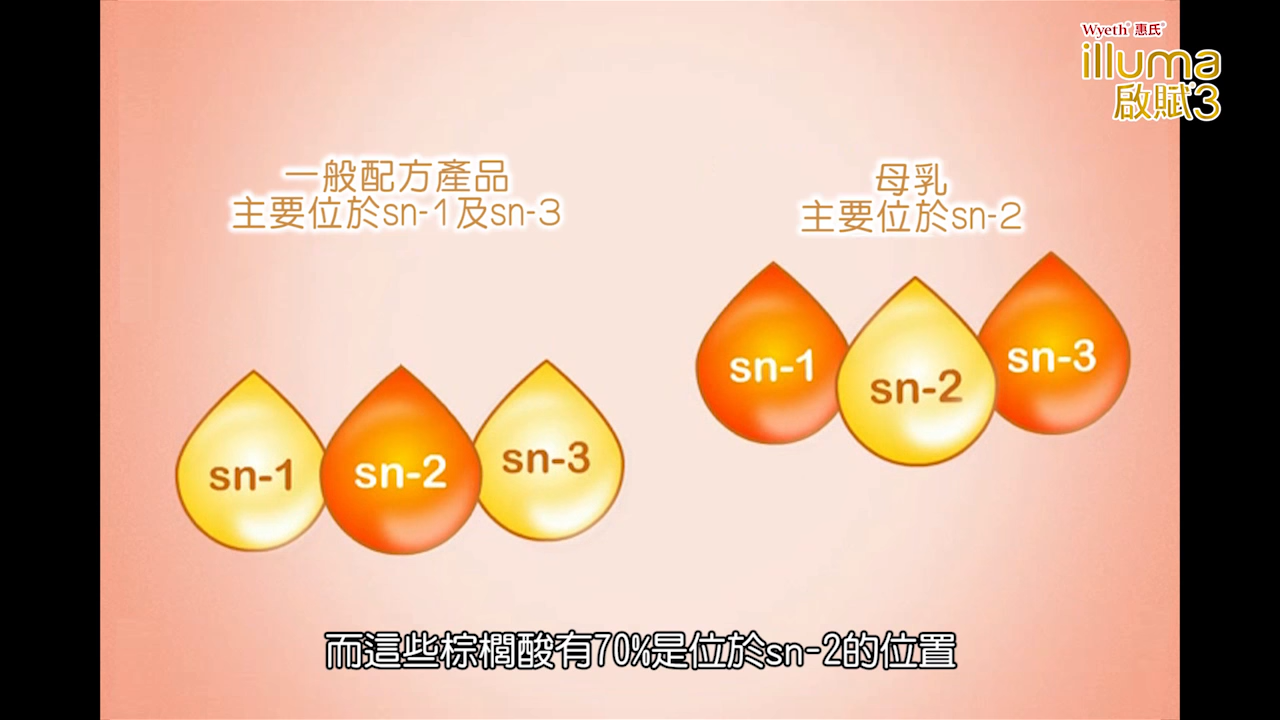 Wyeth® 惠氏®
illuma
啟賦3
一般配方產品
主要位於sn-1及sn-3
母乳
主要位於sn-2
sn-1
sn-2
sn-3
sn-1
sn-2
sn-3
而這些棕櫚酸有70%是位於sn-2的位置